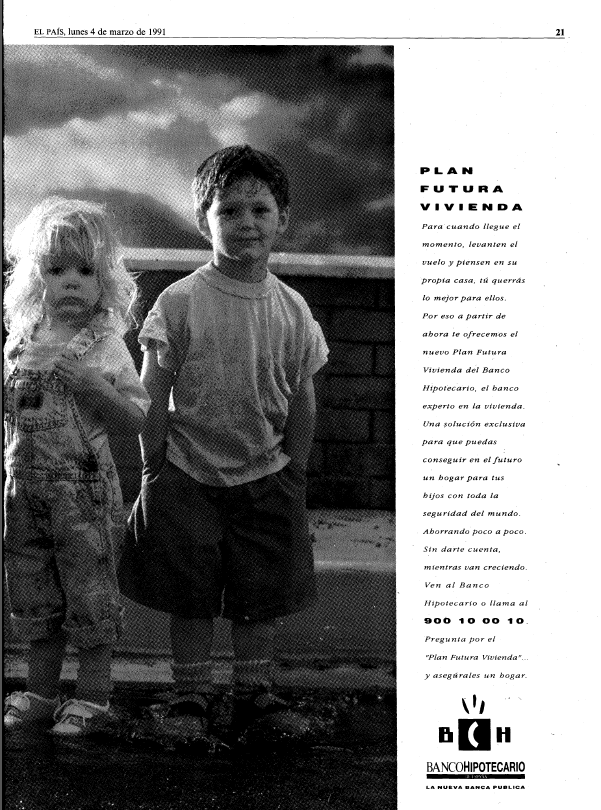 EL PAÍS, lunes 4 de marzo de 1991
21
PLAN
FUTURA
VIVIENDA
Para cuando llegue el
momento, levanten el
vuelo y piensen en su
propia casa, tú querrás
lo mejor para ellos.
Por eso a partir de
ahora te ofrecemos el
nuevo Plan Futura
Vivienda del Banco
Hipotecario, el banco
experto en la vivienda.
Una solución exclusiva
para que puedas
conseguir en el futuro
un hogar para tus
hijos con toda la
seguridad del mundo.
Ahorrando poco a poco.
Sin darte cuenta,
mientras van creciendo.
Ven al Banco
Hipotecario o llama al
900 10 00 10.
Pregunta por el
"Plan Futura Vivienda"...
y asegúrales un hogar.
BCH
BANCOHIPOTECARIO
LA NUEVA BANCA PUBLICA